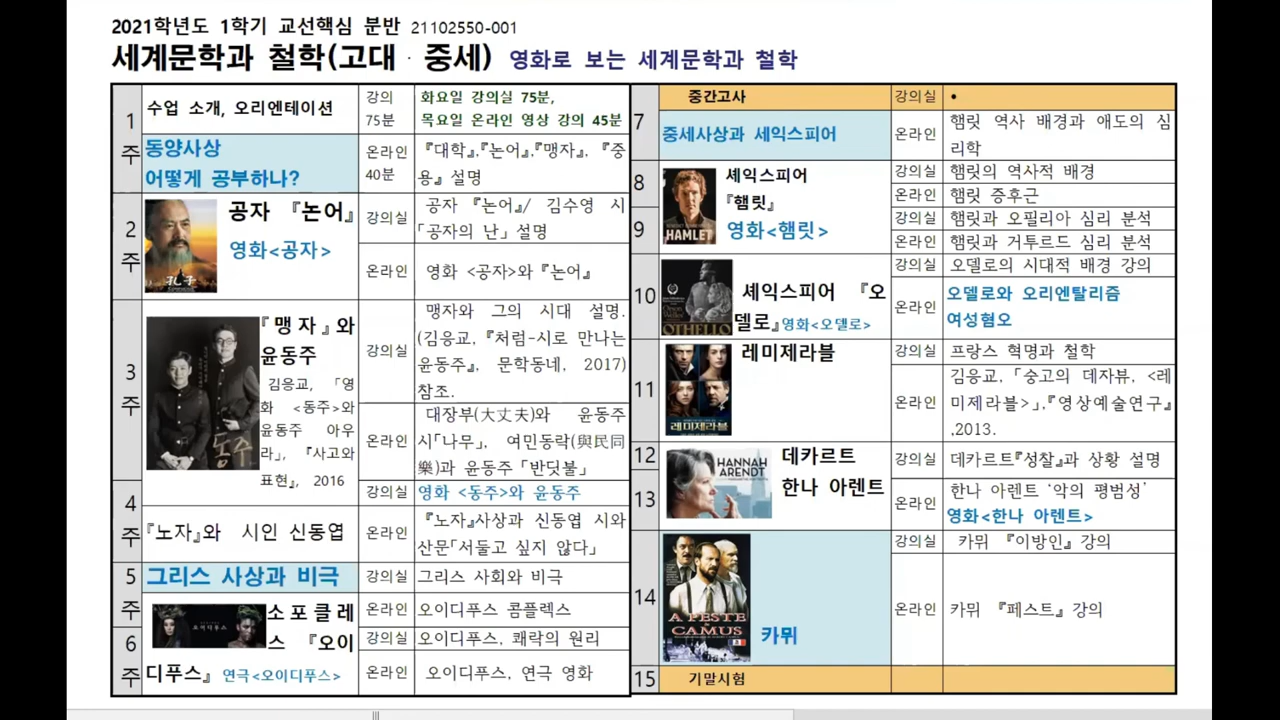 2021학년도 1학기 교선핵심 분반 21102550-001
세계문학과 철학(고대 · 중세) 영화로 보는 세계문학과 철학
1
주
수업 소개, 오리엔테이션
강의
75분
화요일 강의실 75분,
목요일 온라인 영상 강의 45분
동양사상
어떻게 공부하나?
온라인
40분
『대학』,『논어』,『맹자』, 『중
용』 설명
2
주
孔子
공자 『논어』
영화<공자>
강의실
공자 『논어』/ 김수영 시
「공자의 난」 설명
온라인
영화 <공자>와 『논어』
3
주
동주
『맹자』와
윤동주
김응교, 「영
화 <동주>와
윤동주 아우
라」, 『사고와
표현』, 2016
강의실
맹자와 그의 시대 설명.
(김응교, 『처럼-시로 만나는
윤동주』, 문학동네, 2017)
참조.
온라인
대장부(大丈夫)와 윤동주
시「나무」, 여민동락(與民同
樂)과 윤동주 「반딧불」
4
주
강의실
영화 <동주>와 윤동주
『노자』와 시인 신동엽
온라인
『노자』사상과 신동엽 시와
산문「서둘고 싶지 않다」
5
주
그리스 사상과 비극
강의실
그리스 사회와 비극
오이디푸스
소포클레
스 『오이
디푸스』 연극<오이디푸스>
온라인
오이디푸스 콤플렉스
6
주
강의실
오이디푸스, 쾌락의 원리
온라인
오이디푸스, 연극 영화
7
중간고사
강의실
•
중세사상과 세익스피어
온라인
햄릿 역사 배경과 애도의 심
리학
8
HAMLET
셰익스피어
『햄릿』
영화<햄릿>
강의실
햄릿의 역사적 배경
온라인
햄릿 증후근
9
강의실
햄릿과 오필리아 심리 분석
온라인
햄릿과 거투르드 심리 분석
10
OTHELLO
셰익스피어 『오
델로』영화<오델로>
강의실
오델로의 시대적 배경 강의
온라인
오델로와 오리엔탈리즘
여성혐오
11
레미제라블
레미제라블
강의실
프랑스 혁명과 철학
온라인
김응교, 「숭고의 데자뷰, <레
미제라블>」,『영상예술연구』
,2013.
12
13
HANNAH
ARENDT
데카르트
한나 아렌트
강의실
데카르트『성찰』과 상황 설명
온라인
한나 아렌트 ‘악의 평범성’
영화<한나 아렌트>
14
A PESTE
CAMUS
카뮈
강의실
카뮈 『이방인』 강의
온라인
카뮈 『페스트』 강의
15
기말시험